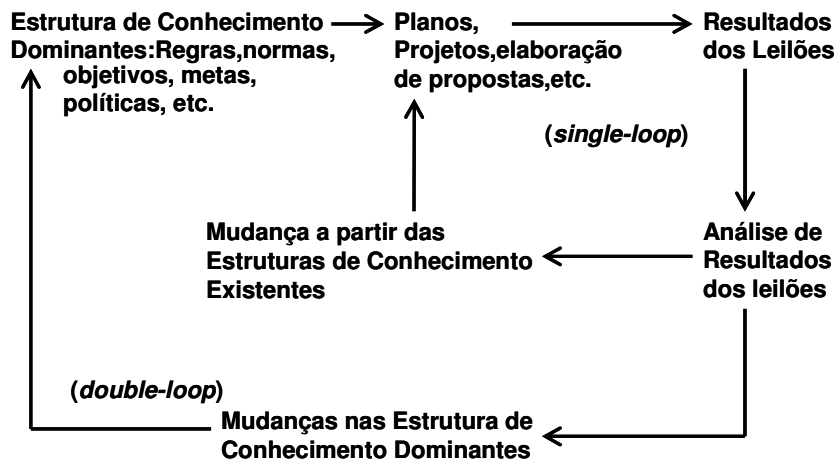 Estrutura de Conhecimento
Dominantes:Regras,normas,
objetivos, metas,
políticas, etc.
Planos,
Projetos,elaboração
de propostas,etc.
Resultados
dos Leilões
(single-loop)
Mudança a partir das
Estruturas de Conhecimento
Existentes
Análise de
Resultados
dos leilões
(double-loop)
Mudanças nas Estrutura de
Conhecimento Dominantes